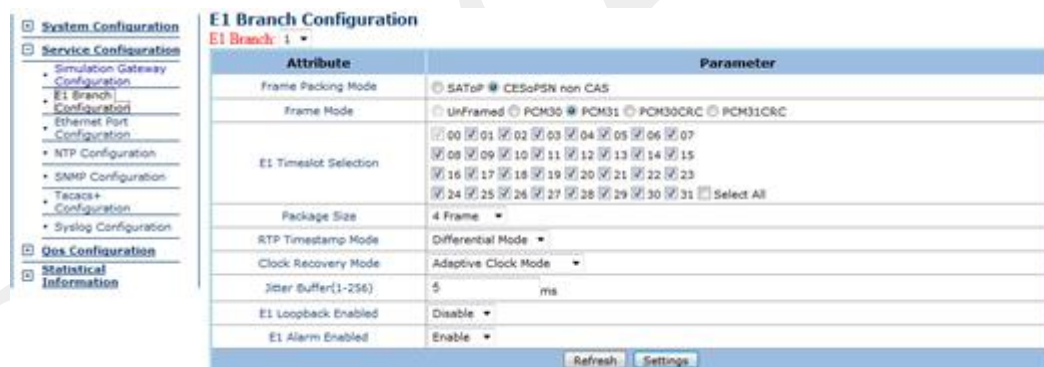 System Configuration
Service Configuration
Simulation Gateway
Configuration
E1 Branch
Configuration
Ethernet Port
Configuration
NTP Configuration
SNMP Configuration
Tacacs+
Configuration
Syslog Configuration
Qos Configuration
Statistical
Information
E1 Branch Configuration
E1 Branch: 1
Attribute Parameter
Frame Packing Mode SAToP CESoPSN non CAS
Frame Mode UnFramed PCM30 PCM31 PCM30CRC PCM31CRC
E1 Timeslot Selection
00 01 02 03 04 05 06 07
08 09 10 11 12 13 14 15
16 17 18 19 20 21 22 23
24 25 26 27 28 29 30 31 Select All
Package Size 4 Frame
RTP Timestamp Mode Differential Mode
Clock Recovery Mode Adaptive Clock Mode
Jitter Buffer(1-256) 5 ms
E1 Loopback Enabled Disable
E1 Alarm Enabled Enable
Refresh Settings